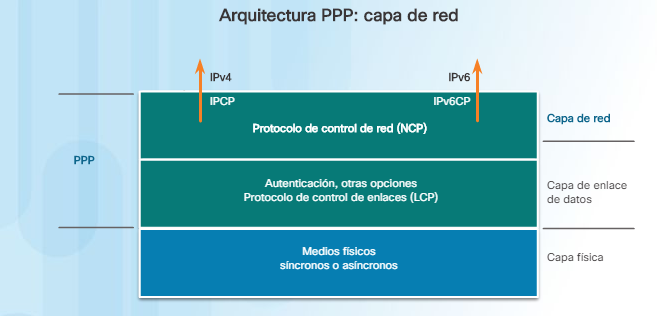 Arquitectura PPP: capa de red
IPv4
IPv6
IPCP
IPv6CP
Protocolo de control de red (NCP)
Capa de red
PPP
Autenticación, otras opciones
Protocolo de control de enlaces (LCP)
Capa de enlace
de datos
Medios físicos
síncronos o asíncronos
Capa física